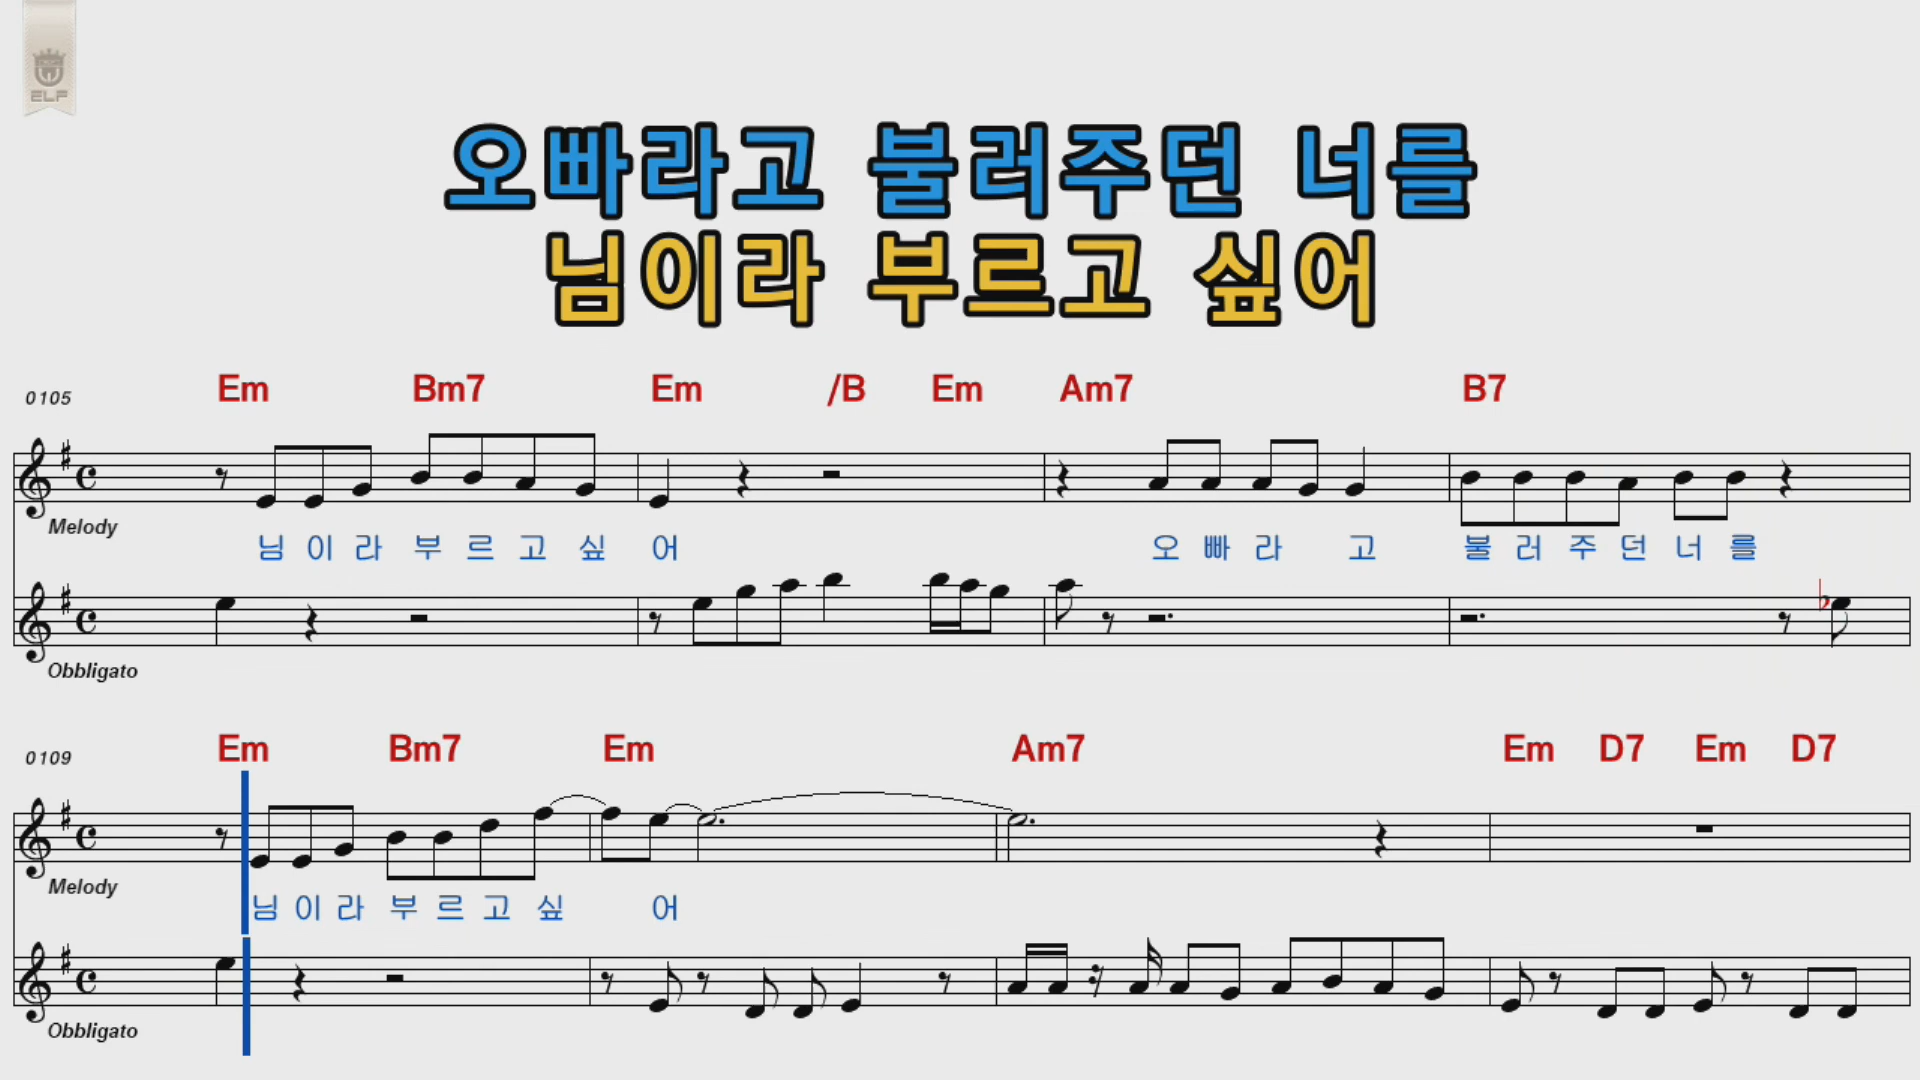 ELF
오빠라고 불러주던 너를
님이라 부르고 싶어
0105 Em Bm7 Em /B Em Am7 B7
Melody
님 이 라 부 르 고 싶 어 오 빠 라 고 불 러 주 던 너 를
Obbligato
0109 Em Bm7 Em Am7 Em D7 Em D7
Melody
님 이 라 부 르 고 싶 어
Obbligato